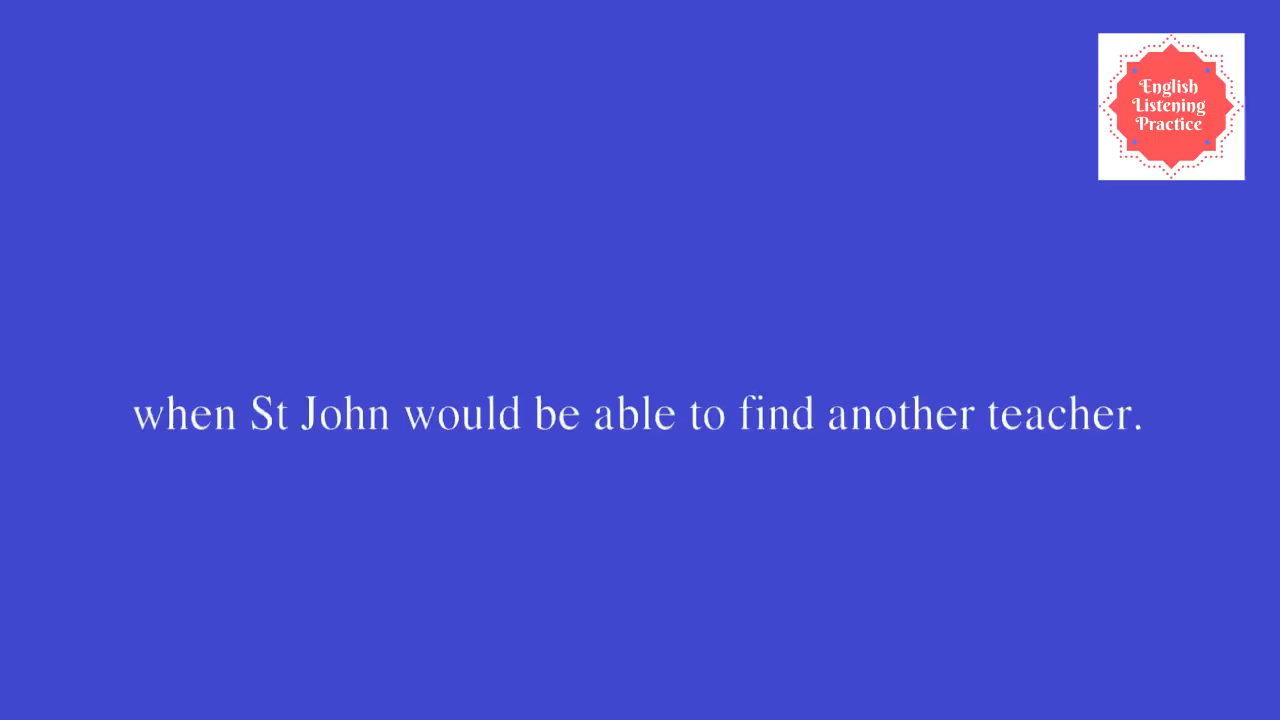 English
Listening
Practice
when St John would be able to find another teacher.